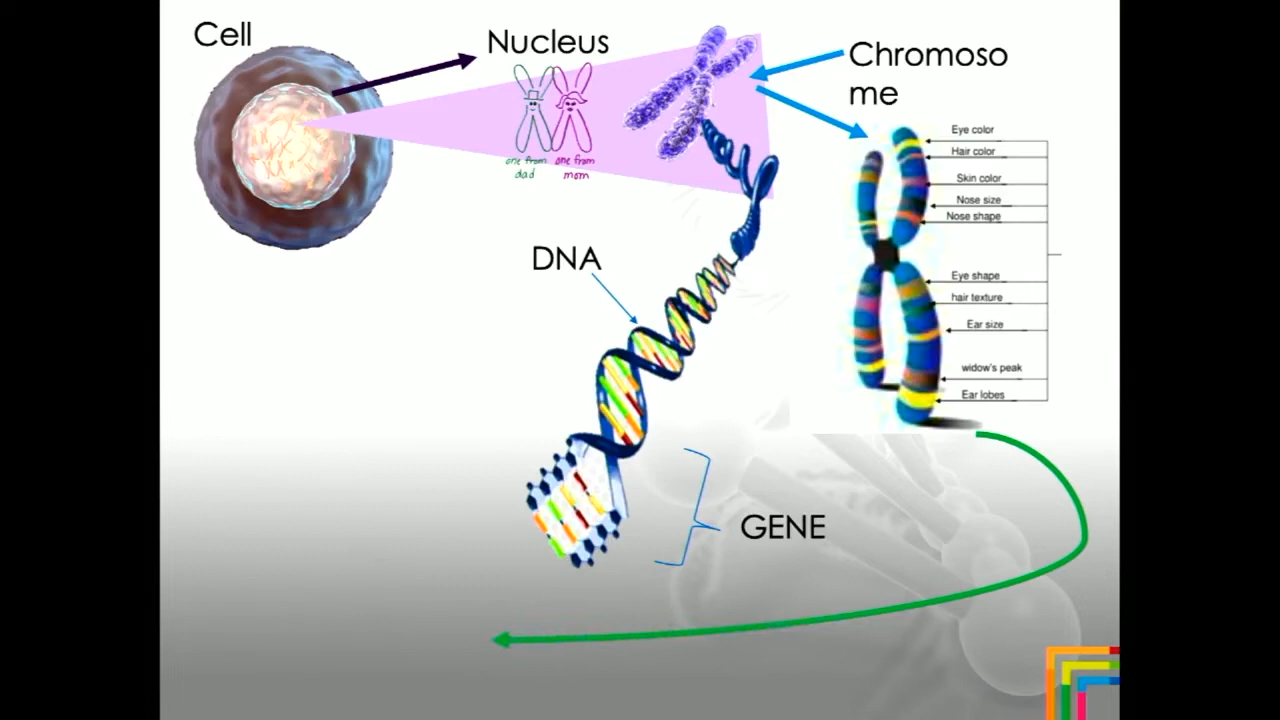 Cell
Nucleus
one from
dad
one from
mom
Chromoso
me
Eye color
Hair color
Skin color
Nose size
Nose shape
Eye shape
hair texture
Ear size
widow's peak
Ear lobes
DNA
GENE